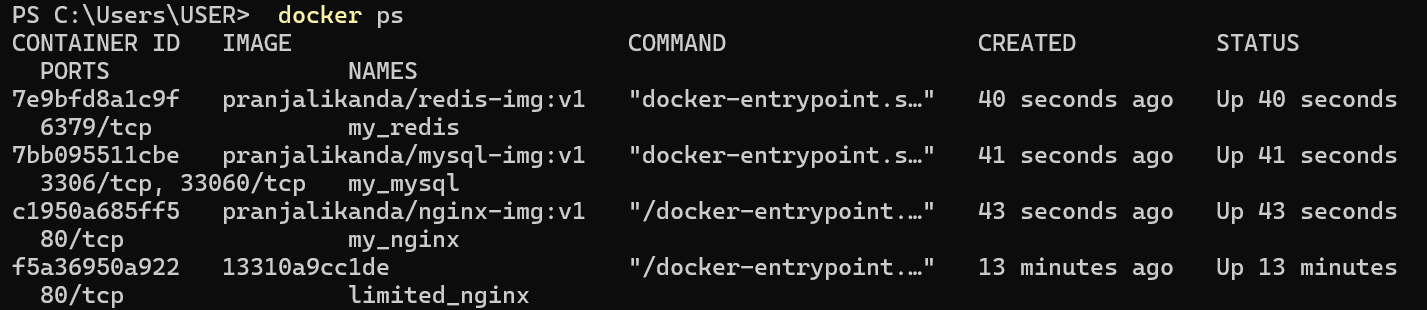 PS C:\Users\USER>  docker ps
CONTAINER ID   IMAGE                        COMMAND                  CREATED          STATUS
  PORTS                 NAMES
7e9bfd8a1c9f   pranjalikanda/redis-img:v1   "docker-entrypoint.s…"   40 seconds ago   Up 40 seconds
  6379/tcp              my_redis
7bb095511cbe   pranjalikanda/mysql-img:v1   "docker-entrypoint.s…"   41 seconds ago   Up 41 seconds
  3306/tcp, 33060/tcp   my_mysql
c1950a685ff5   pranjalikanda/nginx-img:v1   "/docker-entrypoint.…"   43 seconds ago   Up 43 seconds
  80/tcp                my_nginx
f5a36950a922   13310a9cc1de                 "/docker-entrypoint.…"   13 minutes ago   Up 13 minutes
  80/tcp                limited_nginx